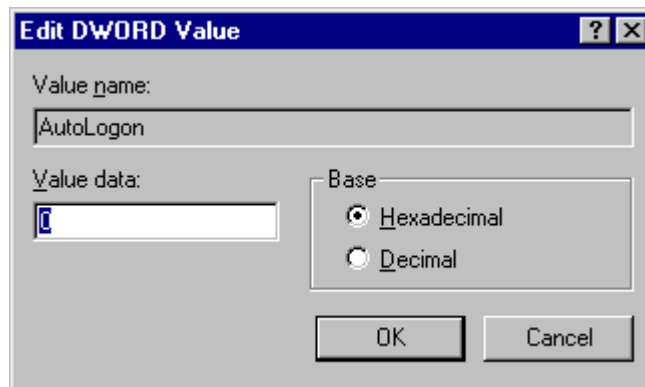 Edit DWORD Value
Value name:
AutoLogon
Value data:
0
Base
Hexadecimal
Decimal
OK
Cancel